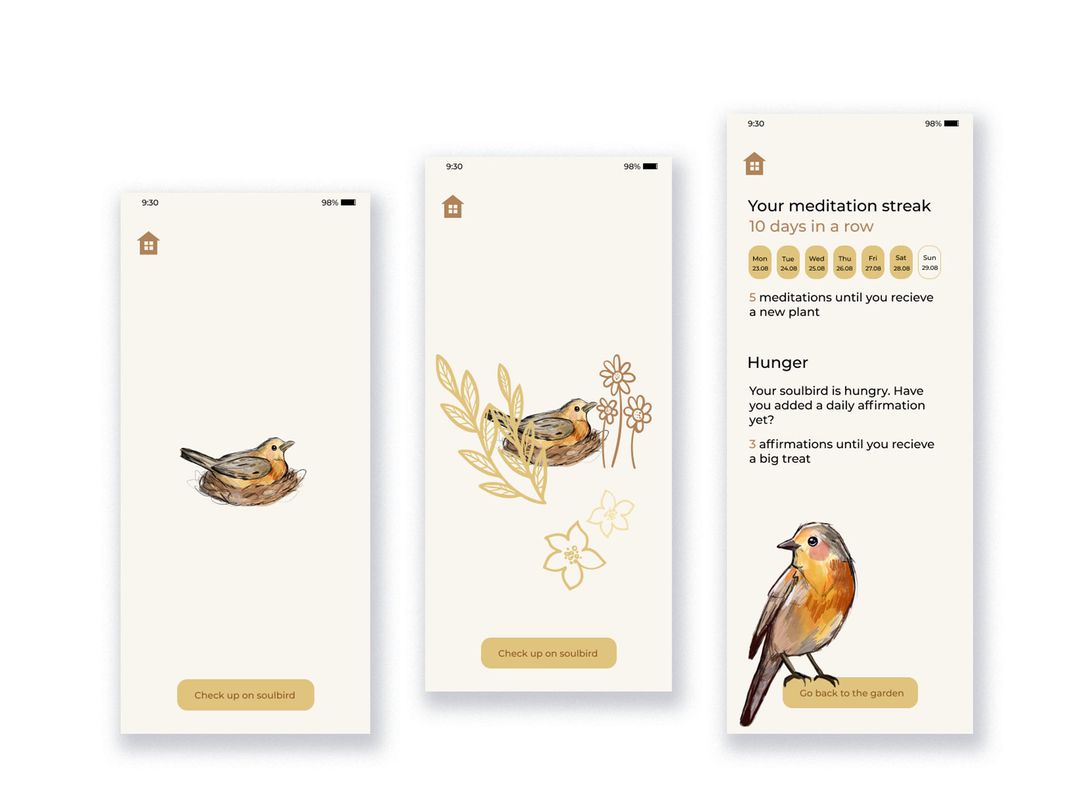 9:30 98%
Check up on soulbird
9:30 98%
Check up on soulbird
9:30 98%
Your meditation streak
10 days in a row
Mon Tue Wed Thu Fri Sat Sun
23.08 24.08 25.08 26.08 27.08 28.08 29.08
5 meditations until you recieve
a new plant
Hunger
Your soulbird is hungry. Have
you added a daily affirmation
yet?
3 affirmations until you recieve
a big treat
Go back to the garden